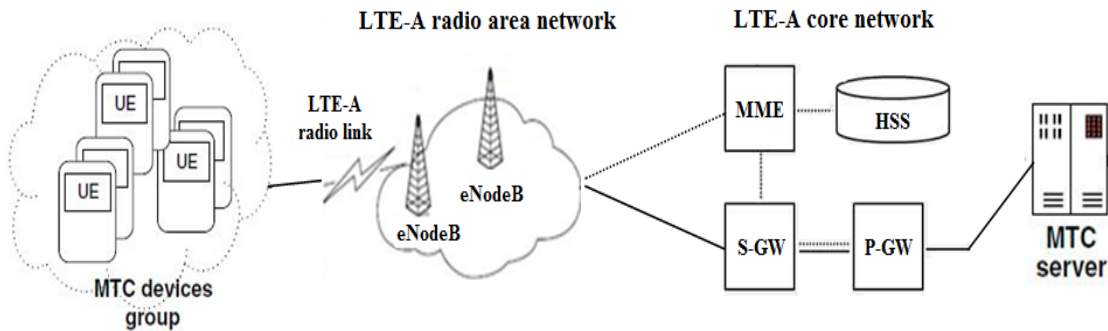 LTE-A radio area network
LTE-A core network
UE
UE
UE
LTE-A
radio link
eNodeB
eNodeB
MME
HSS
S-GW
P-GW
MTC devices
group
MTC
server